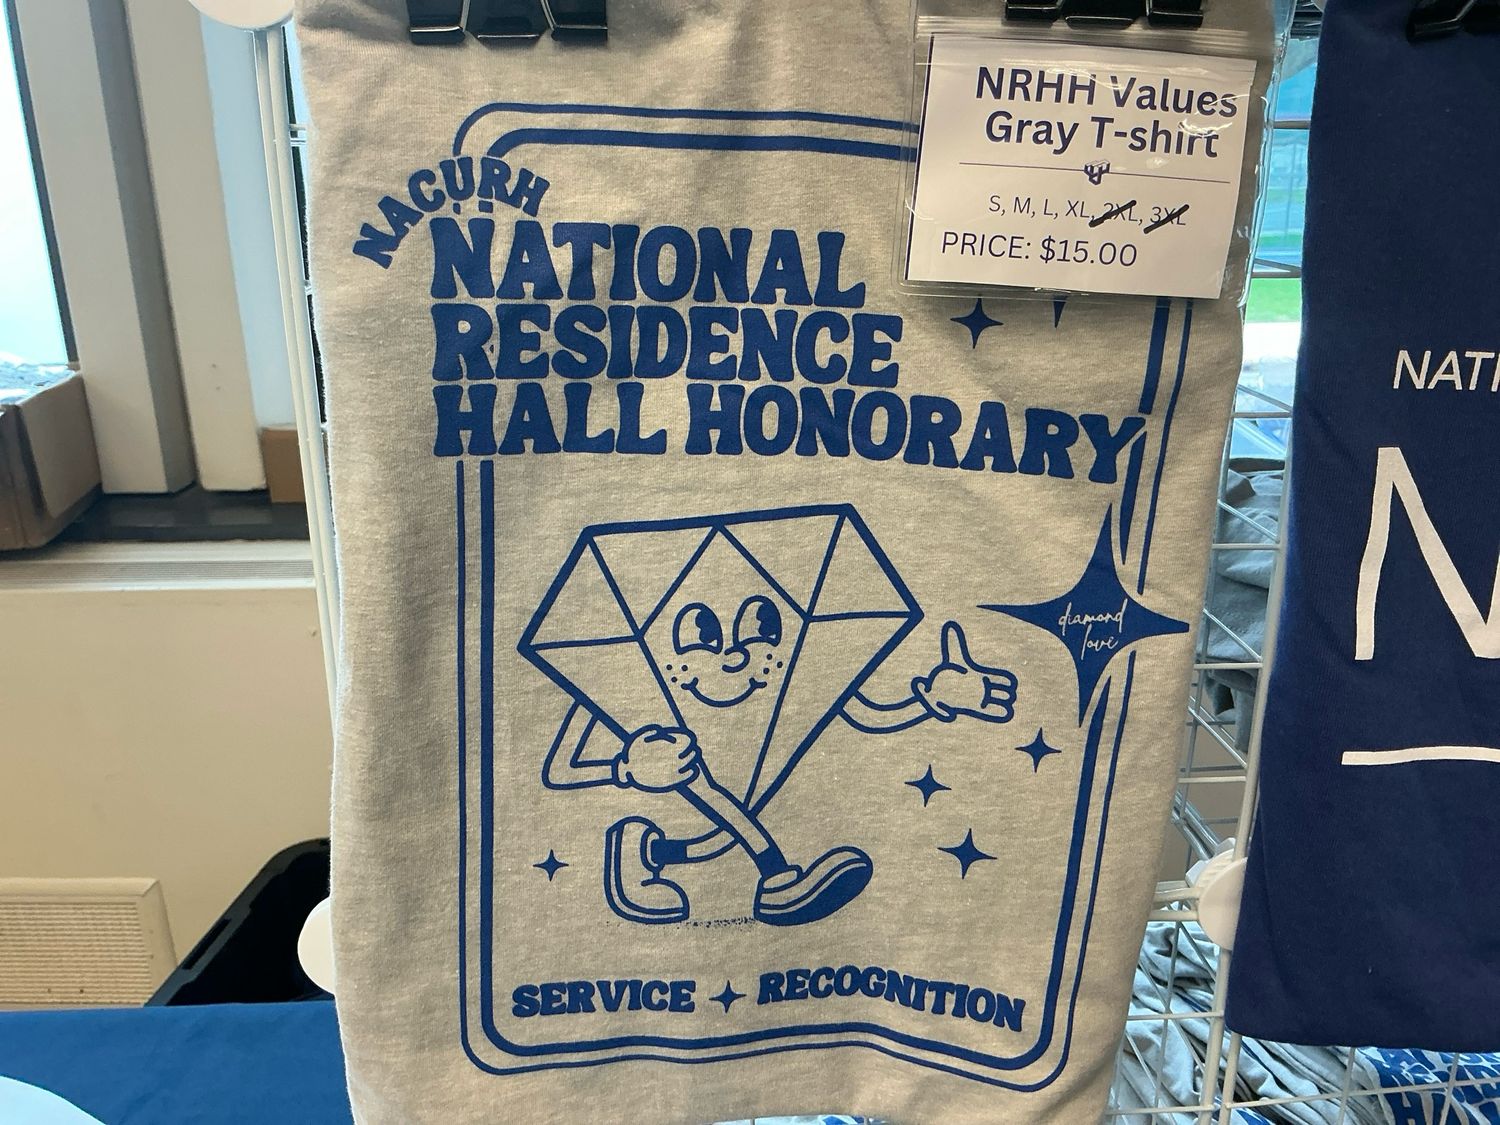 NRHH Values
Gray T-shirt
S, M, L, XL, 2XL, 3XL
PRICE: $15.00
NACURH
NATIONAL
RESIDENCE
HALL HONORARY
diamond
love
SERVICE RECOGNITION
NATI
N